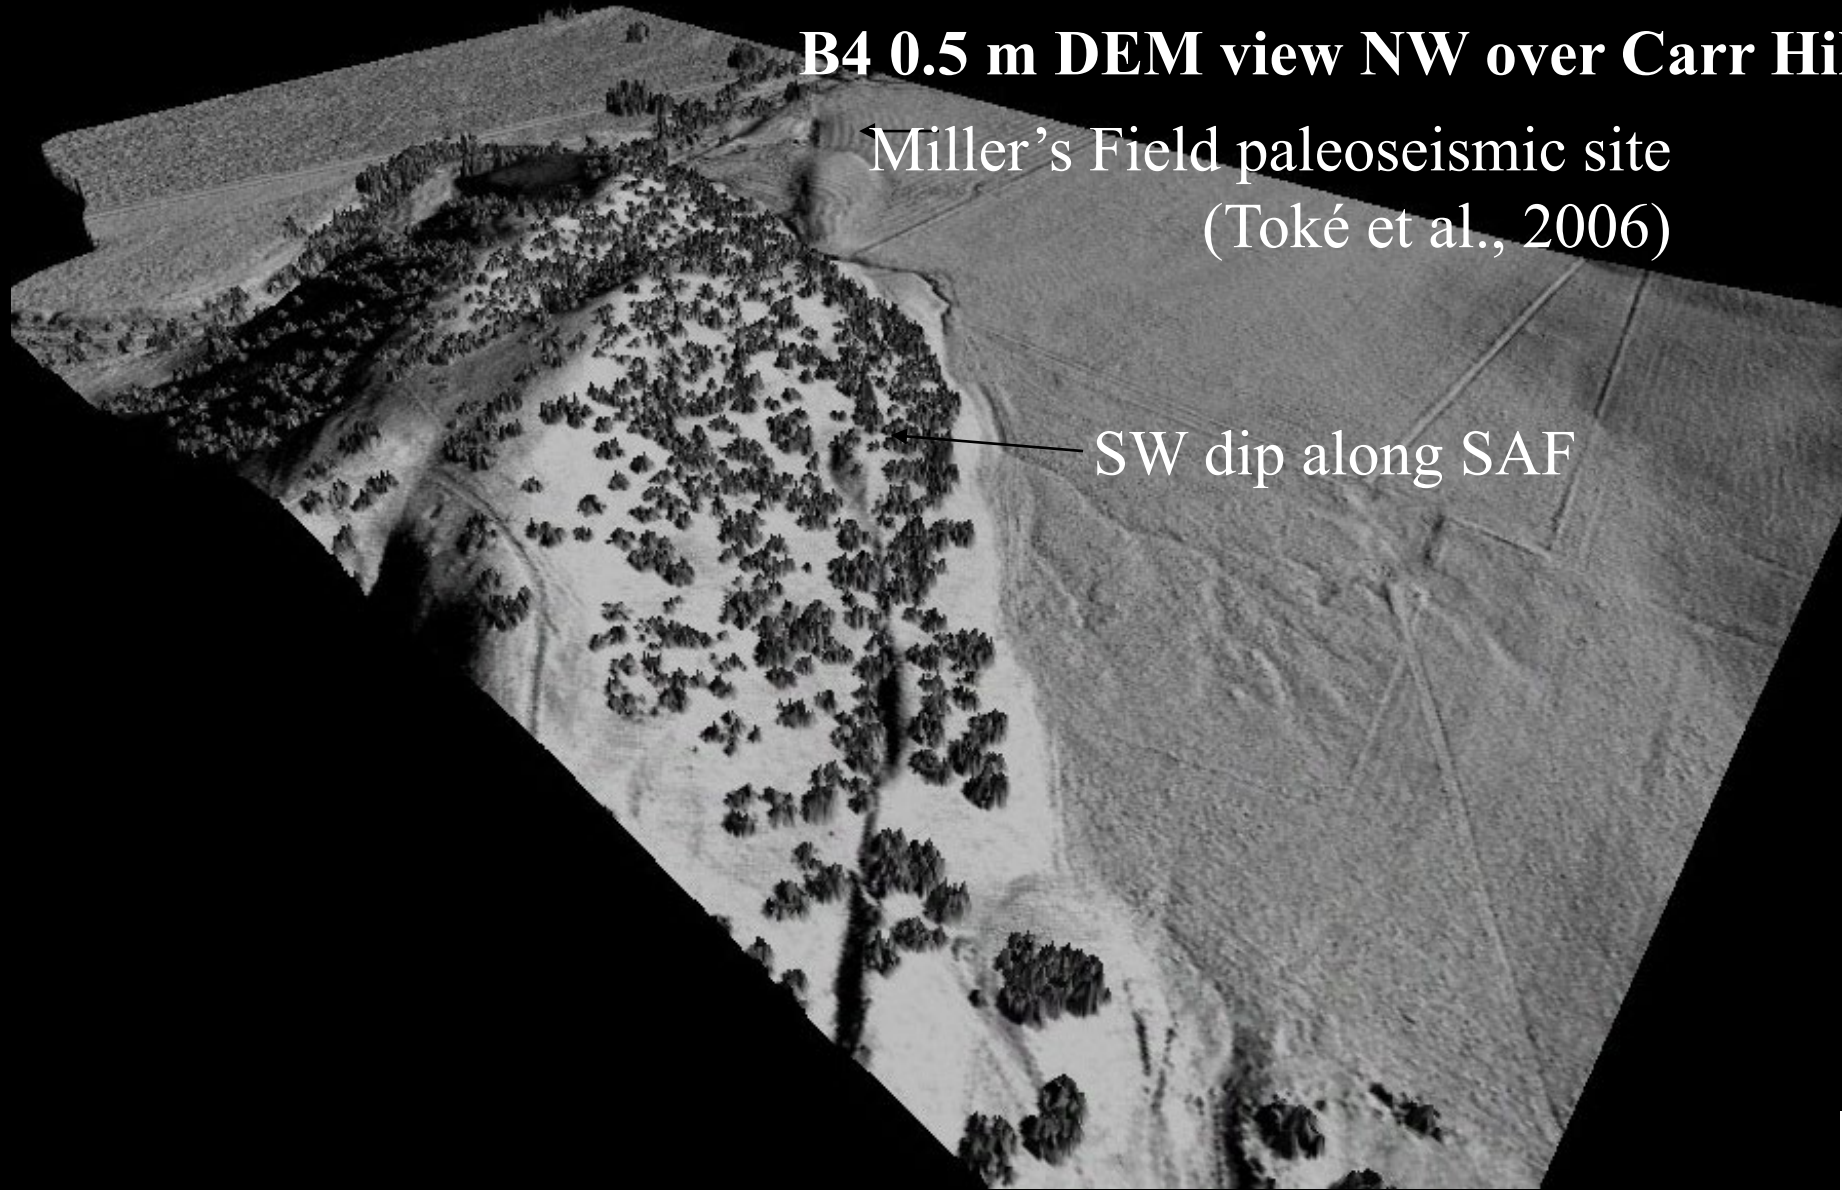 B4 0.5 m DEM view NW over Carr
Miller’s Field paleoseismic site
(Toké et al., 2006)
SW dip along SAF